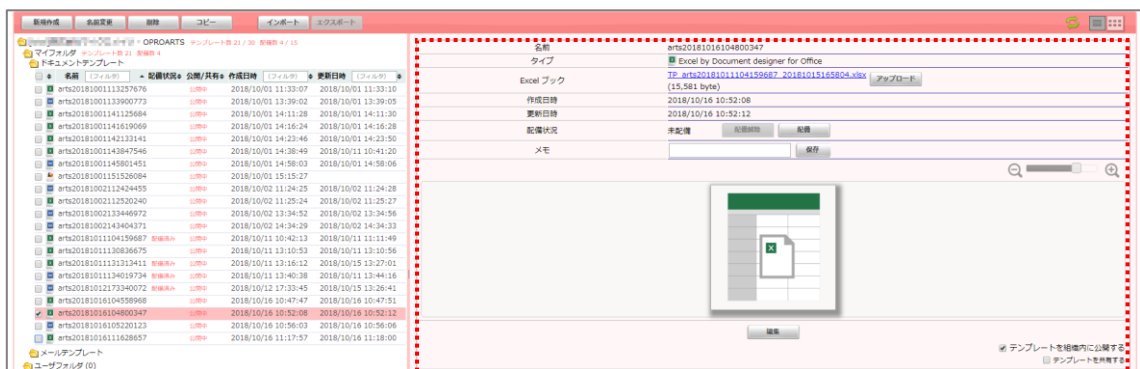 新規作成 名前変更 削除 コピー インポート エクスポート
- OPROARTS テンプレート数 21 / 30 配備数 4 / 15
マイフォルダ テンプレート数 21 配備数 4
ドキュメントテンプレート
名前 (フィルタ) 配備状況 公開/共有 作成日時 (フィルタ) 更新日時 (フィルタ)
arts20181001113257676 公開中 2018/10/01 11:33:07 2018/10/01 11:33:10
arts20181001133900773 公開中 2018/10/01 13:39:02 2018/10/01 13:39:05
arts20181001141125684 公開中 2018/10/01 14:11:28 2018/10/01 14:11:30
arts20181001141619069 公開中 2018/10/01 14:16:24 2018/10/01 14:16:28
arts20181001142133141 公開中 2018/10/01 14:23:46 2018/10/01 14:23:50
arts20181001143847546 公開中 2018/10/01 14:38:49 2018/10/11 10:41:20
arts20181001145801451 公開中 2018/10/01 14:58:03 2018/10/01 14:58:06
arts20181001151526084 公開中 2018/10/01 15:15:27
arts20181002112424455 公開中 2018/10/02 11:24:25 2018/10/02 11:24:28
arts20181002112520240 公開中 2018/10/02 11:25:24 2018/10/02 11:25:27
arts20181002133446972 公開中 2018/10/02 13:34:52 2018/10/02 13:34:56
arts20181002143404371 公開中 2018/10/02 14:34:29 2018/10/02 14:34:33
arts20181011104159687 配備済み 公開中 2018/10/11 10:42:13 2018/10/11 11:11:49
arts20181011130836675 公開中 2018/10/11 13:10:53 2018/10/11 13:10:56
arts20181011131313411 配備済み 公開中 2018/10/11 13:16:12 2018/10/15 13:27:01
arts20181011134019734 配備済み 公開中 2018/10/11 13:40:38 2018/10/11 13:44:16
arts20181012173340072 配備済み 公開中 2018/10/12 17:33:45 2018/10/15 13:26:41
arts20181016104558968 公開中 2018/10/16 10:47:47 2018/10/16 10:47:51
arts20181016104800347 公開中 2018/10/16 10:52:08 2018/10/16 10:52:12
arts20181016105220123 公開中 2018/10/16 10:56:03 2018/10/16 10:56:06
arts20181016111628657 公開中 2018/10/16 11:17:57 2018/10/16 11:18:00
メールテンプレート
ユーザフォルダ (0)
名前 arts20181016104800347
タイプ Excel by Document designer for Office
Excel ブック TP_arts20181011104159687_20181015165804.xlsx アップロード
(15,581 byte)
作成日時 2018/10/16 10:52:08
更新日時 2018/10/16 10:52:12
配備状況 未配備 配備解除 配備
メモ 保存
編集
テンプレートを組織内に公開する
テンプレートを共有する